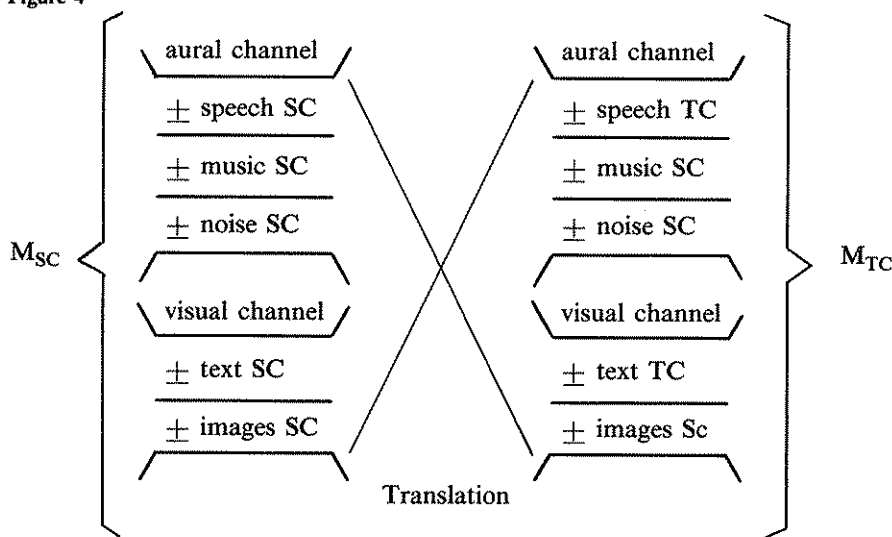 Figure 4
aural channel
± speech SC
± music SC
± noise SC
visual channel
± text SC
± images SC
M_SC
aural channel
± speech TC
± music SC
± noise SC
visual channel
± text TC
± images Sc
M_TC
Translation